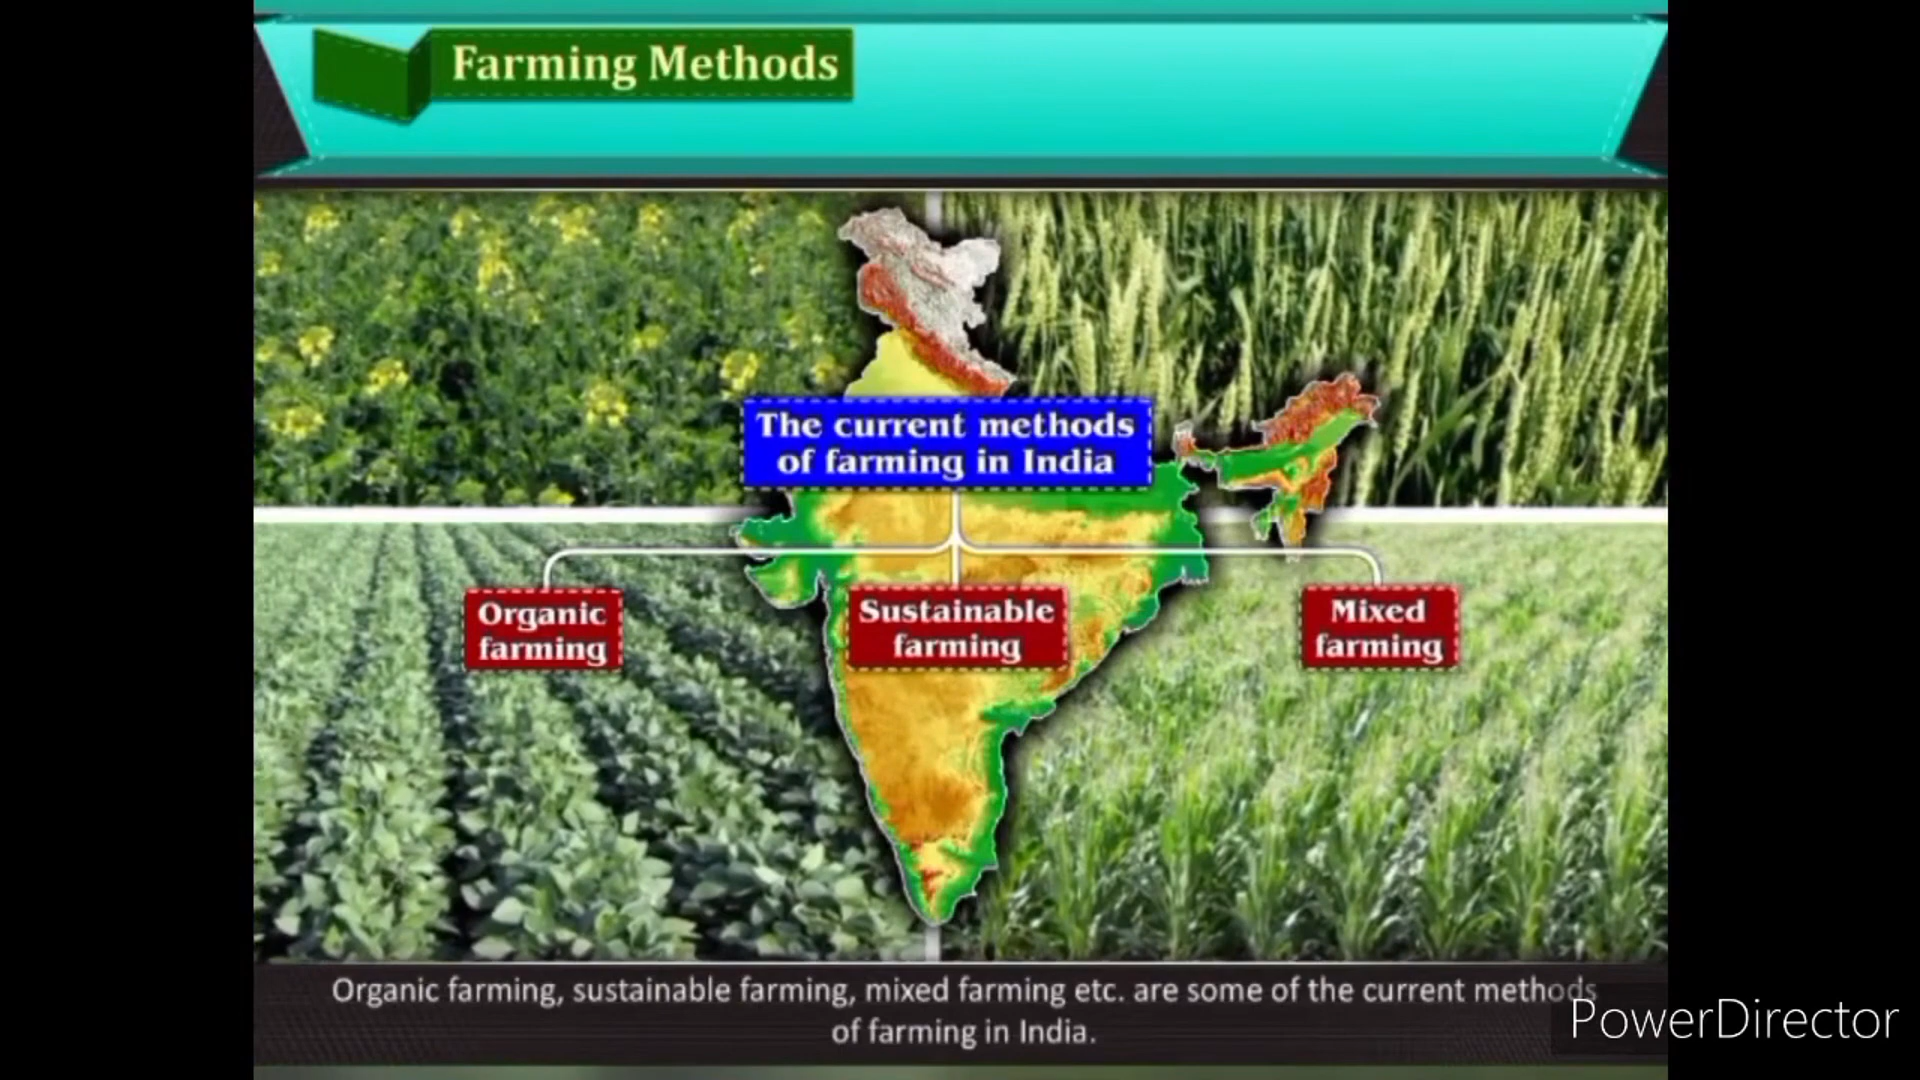 Farming Methods
The current methods
of farming in India
Organic
farming
Sustainable
farming
Mixed
farming
Organic farming, sustainable farming, mixed farming etc. are some of the current methods
of farming in India.
PowerDirector